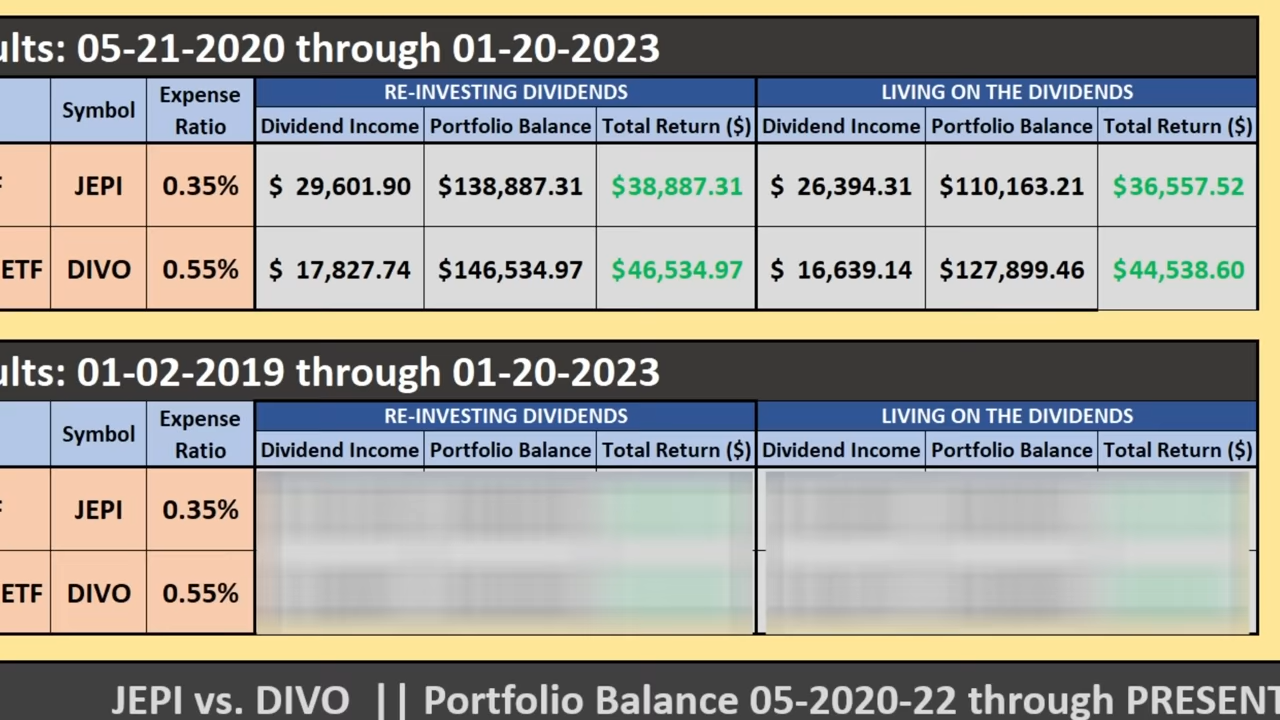 ults: 05-21-2020 through 01-20-2023
Symbol Expense Ratio RE-INVESTING DIVIDENDS LIVING ON THE DIVIDENDS
Dividend Income Portfolio Balance Total Return ($) Dividend Income Portfolio Balance Total Return ($)
F JEPI 0.35% $ 29,601.90 $138,887.31 $38,887.31 $ 26,394.31 $110,163.21 $36,557.52
ETF DIVO 0.55% $ 17,827.74 $146,534.97 $46,534.97 $ 16,639.14 $127,899.46 $44,538.60
ults: 01-02-2019 through 01-20-2023
Symbol Expense Ratio RE-INVESTING DIVIDENDS LIVING ON THE DIVIDENDS
Dividend Income Portfolio Balance Total Return ($) Dividend Income Portfolio Balance Total Return ($)
F JEPI 0.35%
ETF DIVO 0.55%
JEPI vs. DIVO || Portfolio Balance 05-2020-22 through PRESENT